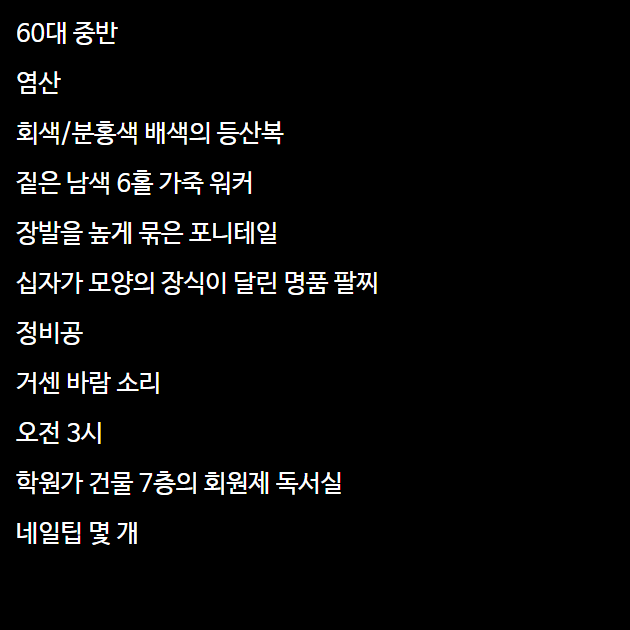 60대 중반
염산
회색/분홍색 배색의 등산복
짙은 남색 6홀 가죽 워커
장발을 높게 묶은 포니테일
십자가 모양의 장식이 달린 명품 팔찌
정비공
거센 바람 소리
오전 3시
학원가 건물 7층의 회원제 독서실
네일팁 몇 개